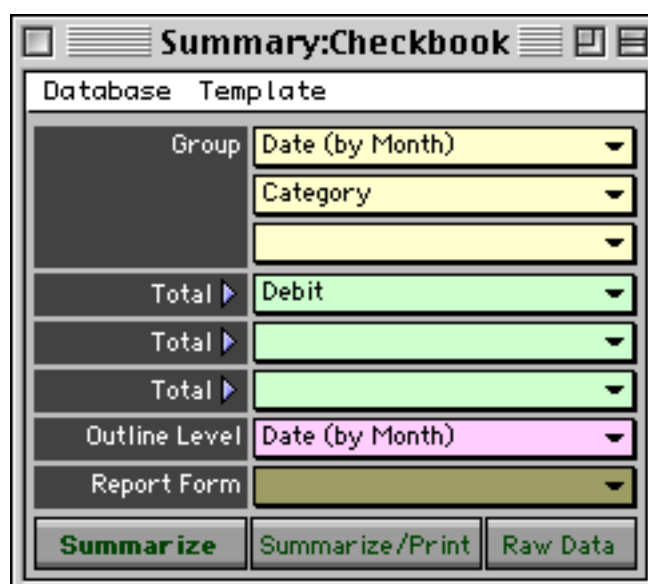 Summary:Checkbook
Database Template
Group Date (by Month)
Category
Total Debit
Total
Total
Outline Level Date (by Month)
Report Form
Summarize Summarize/Print Raw Data